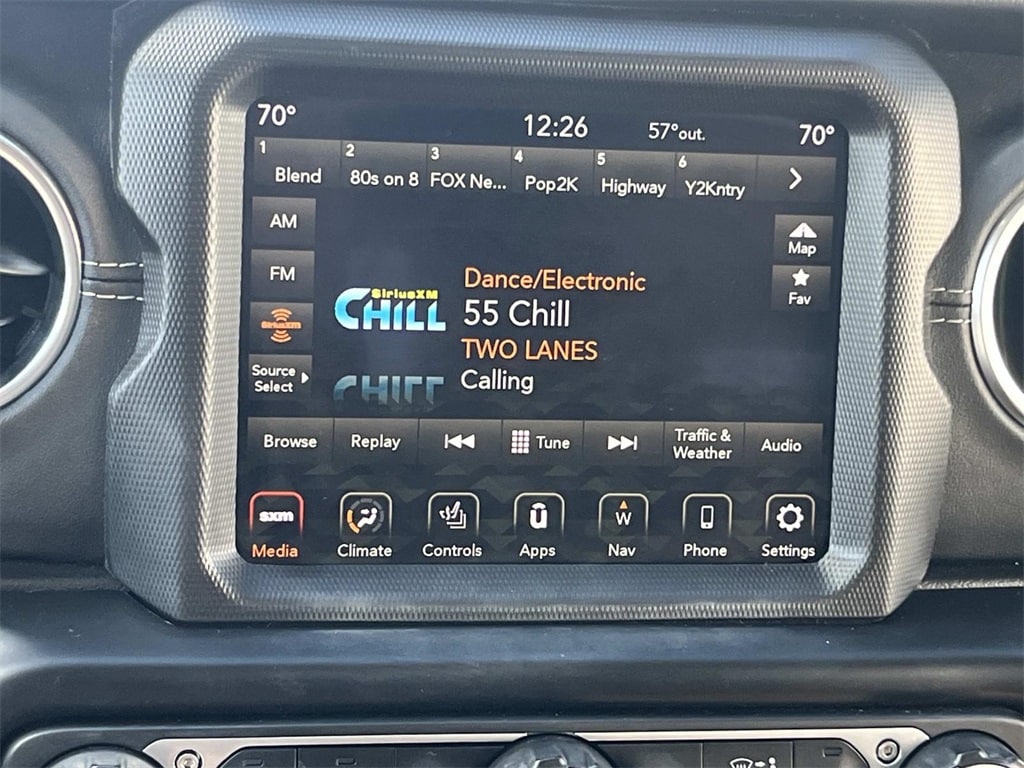 70°
12:26
57°out.
70°
1 Blend
2 80s on 8
3 FOX Ne...
4 Pop2K
5 Highway
6 Y2Kntry
AM
FM
SiriusXM
Source
Select
SiriusXM
CHILL
Dance/Electronic
55 Chill
TWO LANES
Calling
Map
Fav
Browse
Replay
Tune
Traffic &
Weather
Audio
sxm
Media
Climate
Controls
Apps
W
Nav
Phone
Settings